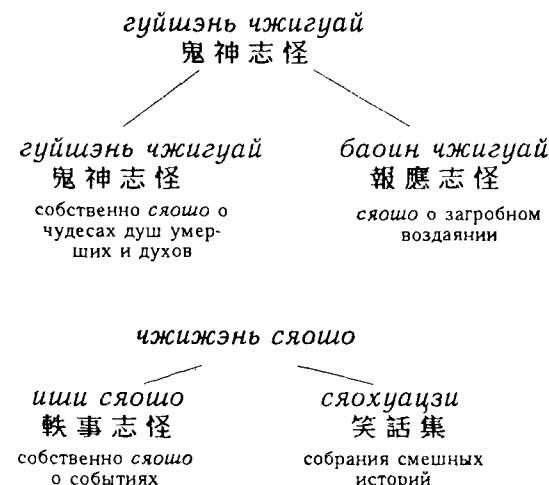 гуйшэнь чжигуай
鬼神志怪
гуйшэнь чжигуай
鬼神志怪
собственно сяошо о
чудесах душ умер-
ших и духов
баоин чжигуай
報應志怪
сяошо о загробном
воздаянии
чжижэнь сяошо
иши сяошо
軼事志怪
собственно сяошо
о событиях
сяохуацзи
笑話集
собрания смешных
историй